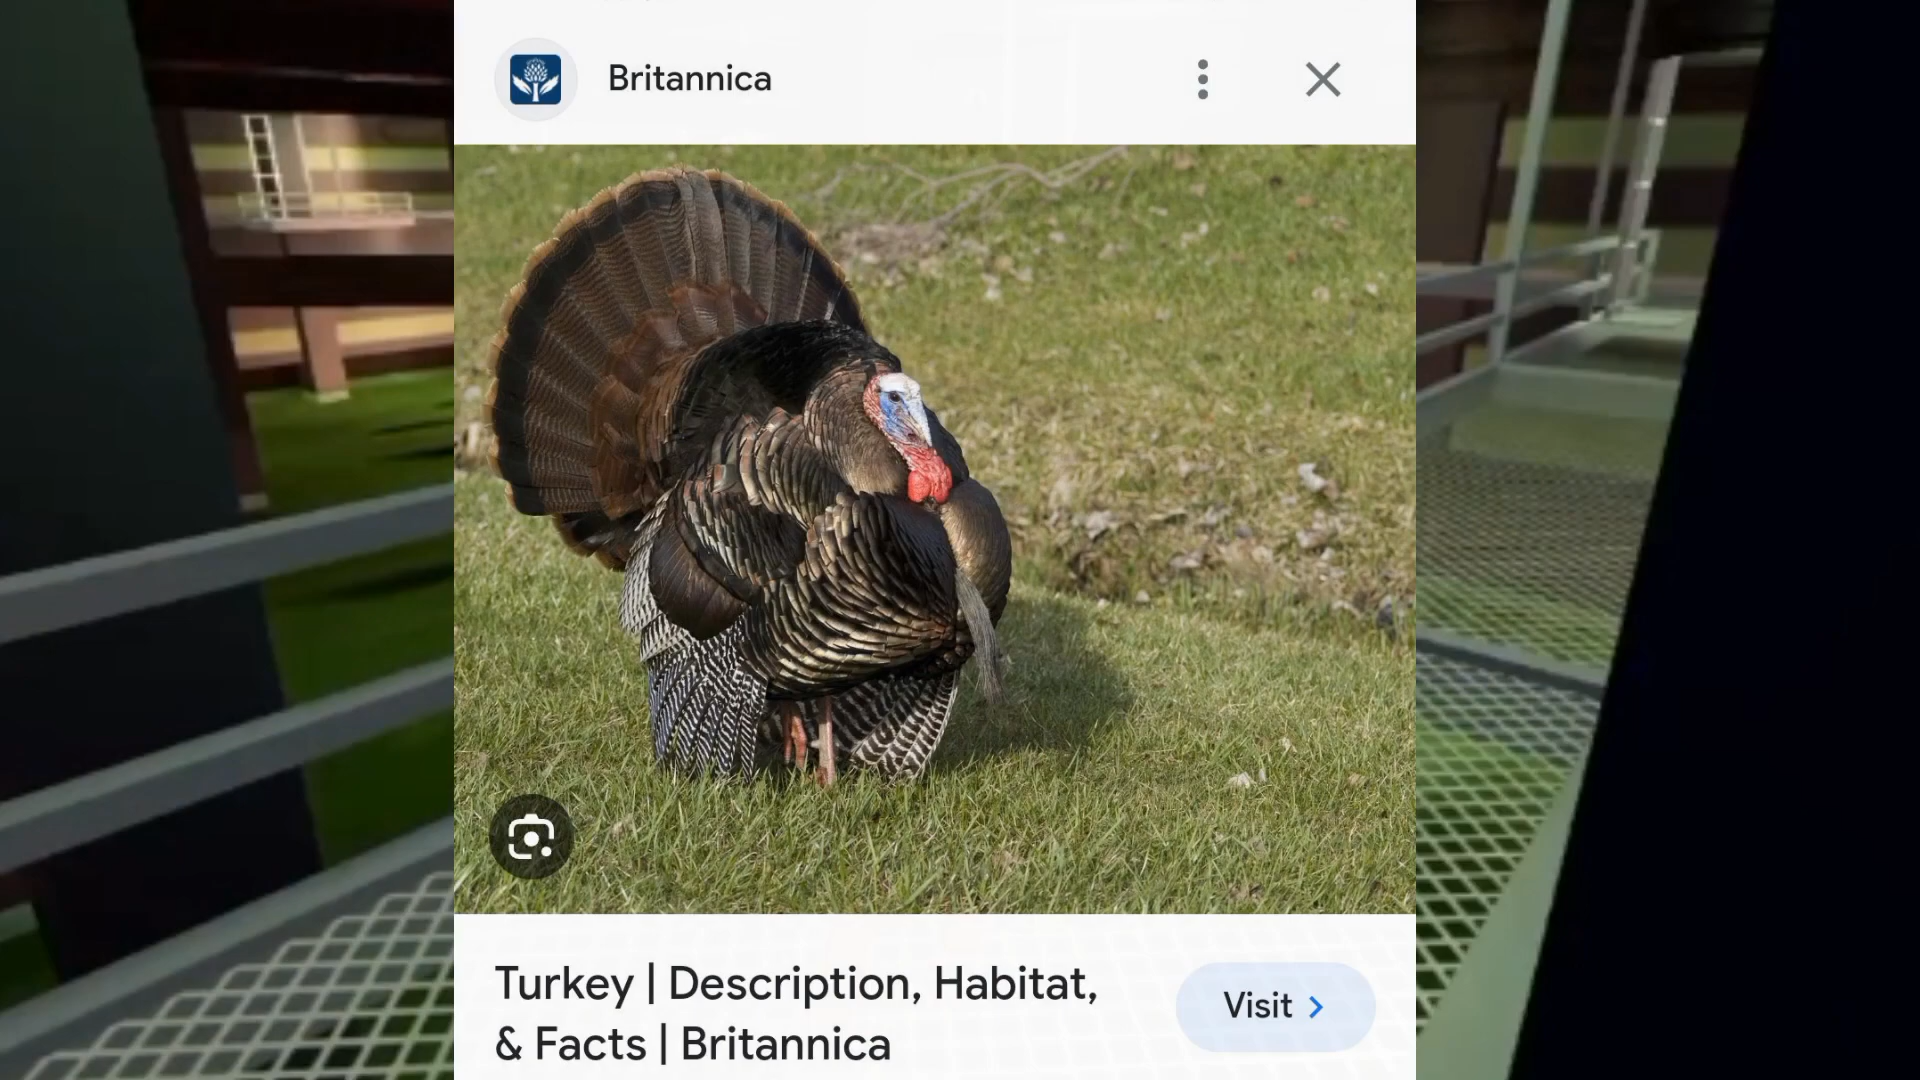 Britannica
Turkey | Description, Habitat,
& Facts | Britannica
Visit